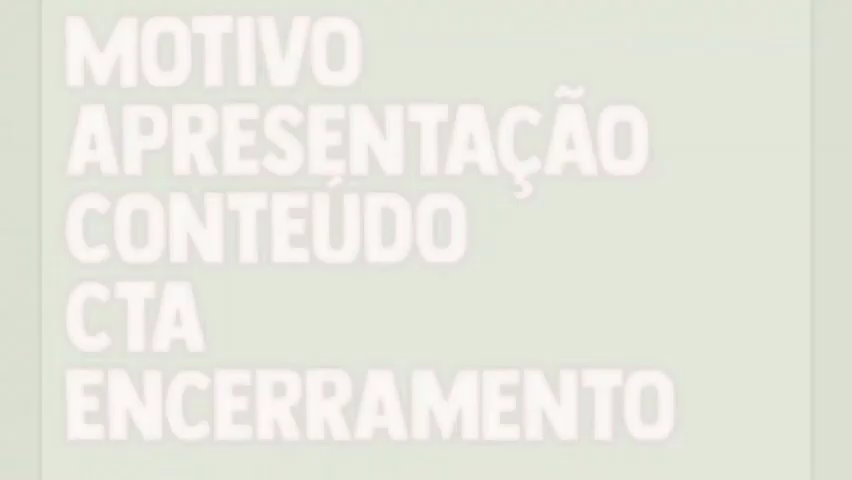 MOTIVO
APRESENTAÇÃO
CONTEÚDO
CTA
ENCERRAMENTO